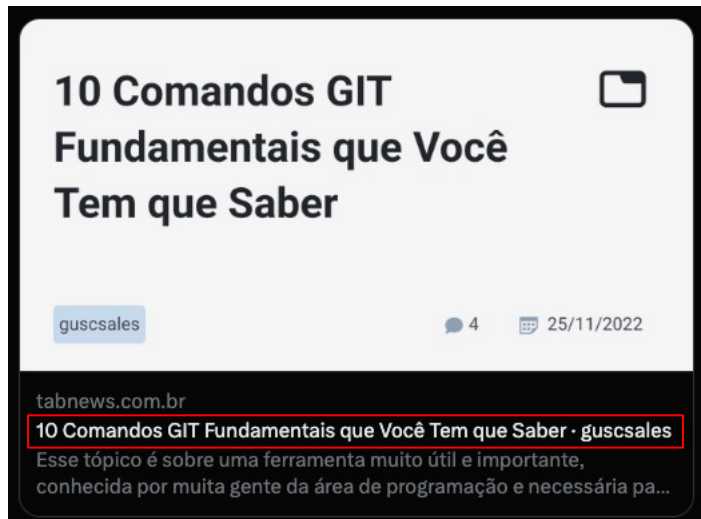 10 Comandos GIT
Fundamentais que Você
Tem que Saber
guscsales
4
25/11/2022
tabnews.com.br
10 Comandos GIT Fundamentais que Você Tem que Saber · guscsales
Esse tópico é sobre uma ferramenta muito útil e importante,
conhecida por muita gente da área de programação e necessária pa...